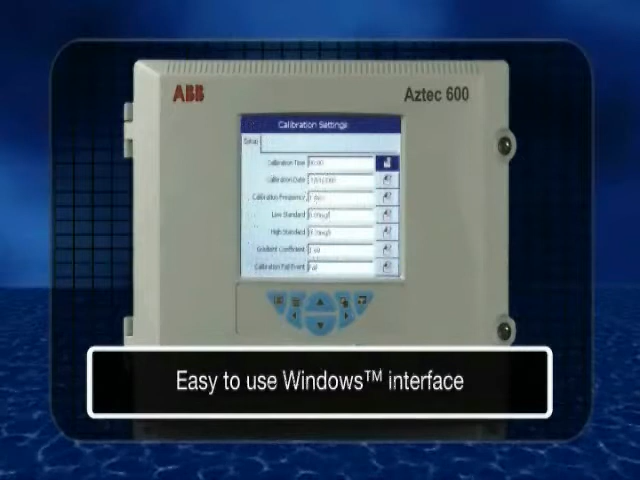 ABB
Aztec 600
Calibration Settings
Setup
Calibration Time
Calibration Date
Calibration Frequency
Low Standard
High Standard
Gradient Coefficient
Calibration Fail Event
Easy to use Windows™ interface